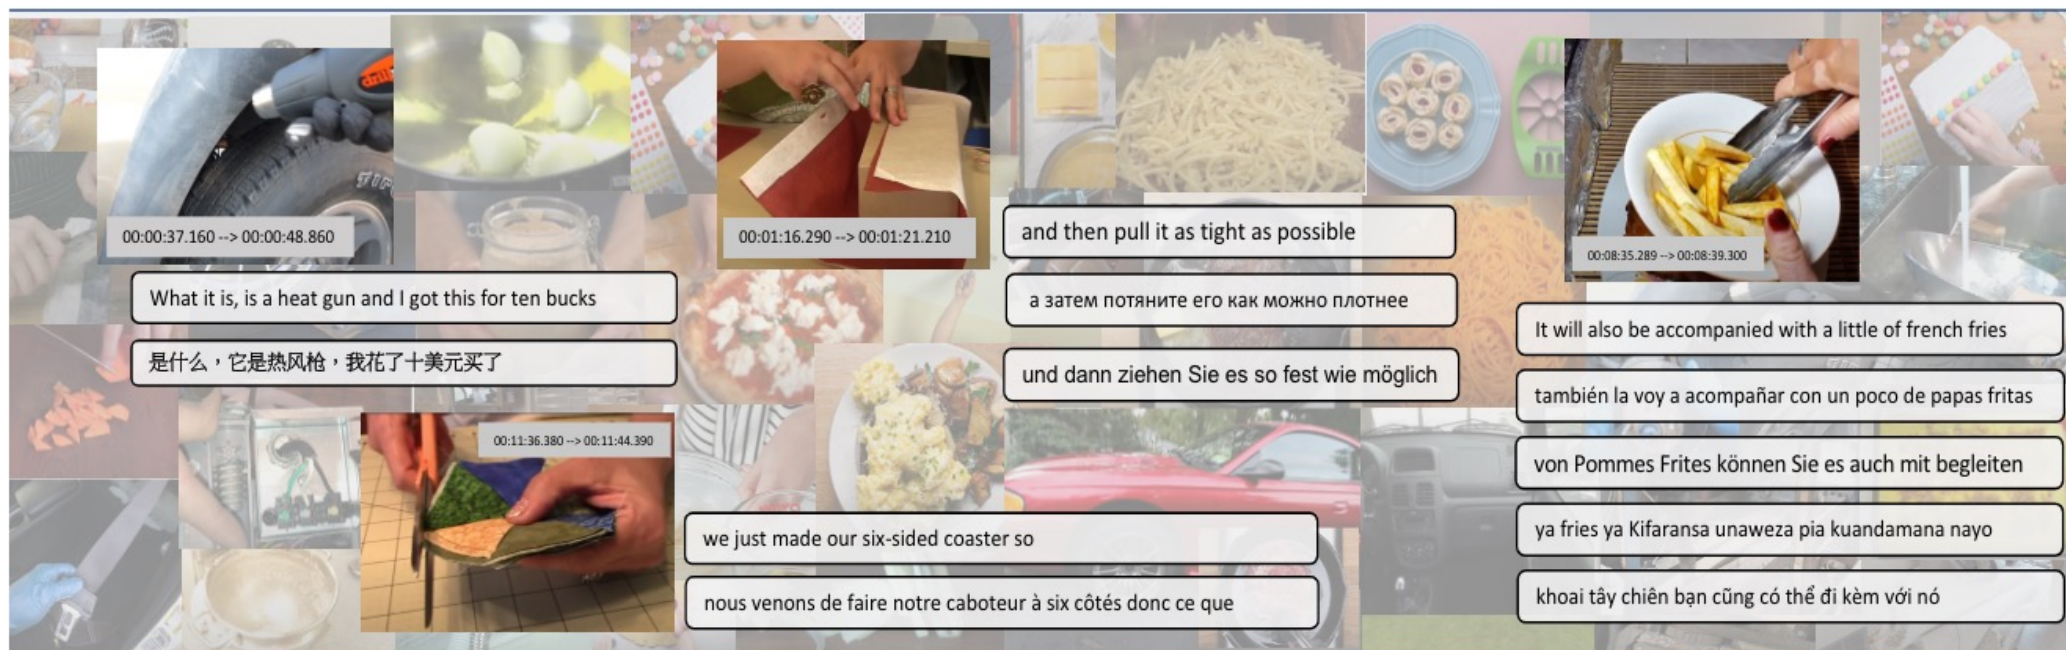 00:00:37.160 --> 00:00:48.860
What it is, is a heat gun and I got this for ten bucks
是什么，它是热风枪，我花了十美元买了
00:11:36.380 --> 00:11:44.390
we just made our six-sided coaster so
nous venons de faire notre caboteur à six côtés donc ce que
00:01:16.290 --> 00:01:21.210
and then pull it as tight as possible
а затем потяните его как можно плотнее
und dann ziehen Sie es so fest wie möglich
00:08:35.289 --> 00:08:39.300
It will also be accompanied with a little of french fries
también la voy a acompañar con un poco de papas fritas
von Pommes Frites können Sie es auch mit begleiten
ya fries ya Kifaransa unaweza pia kuandamana nayo
khoai tây chiên bạn cũng có thể đi kèm với nó